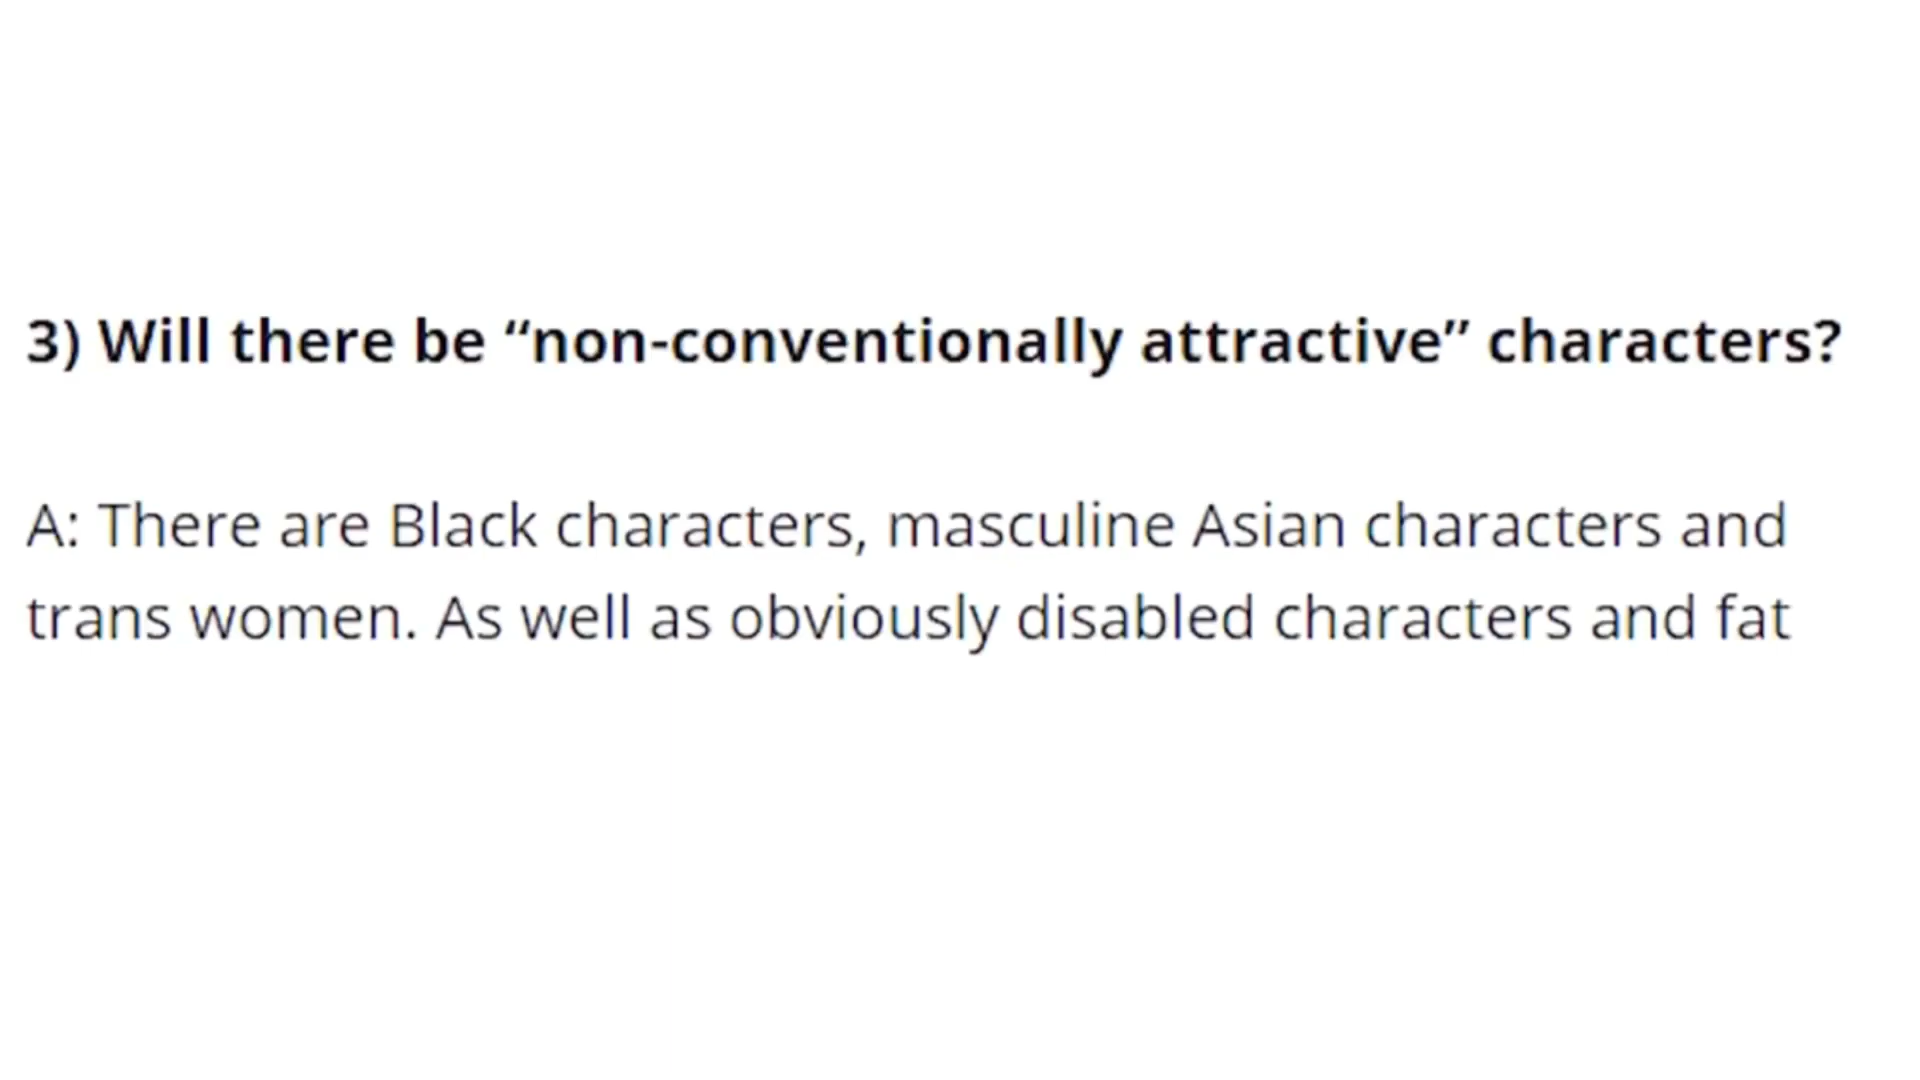 3) Will there be “non-conventionally attractive” characters?
A: There are Black characters, masculine Asian characters and
trans women. As well as obviously disabled characters and fat